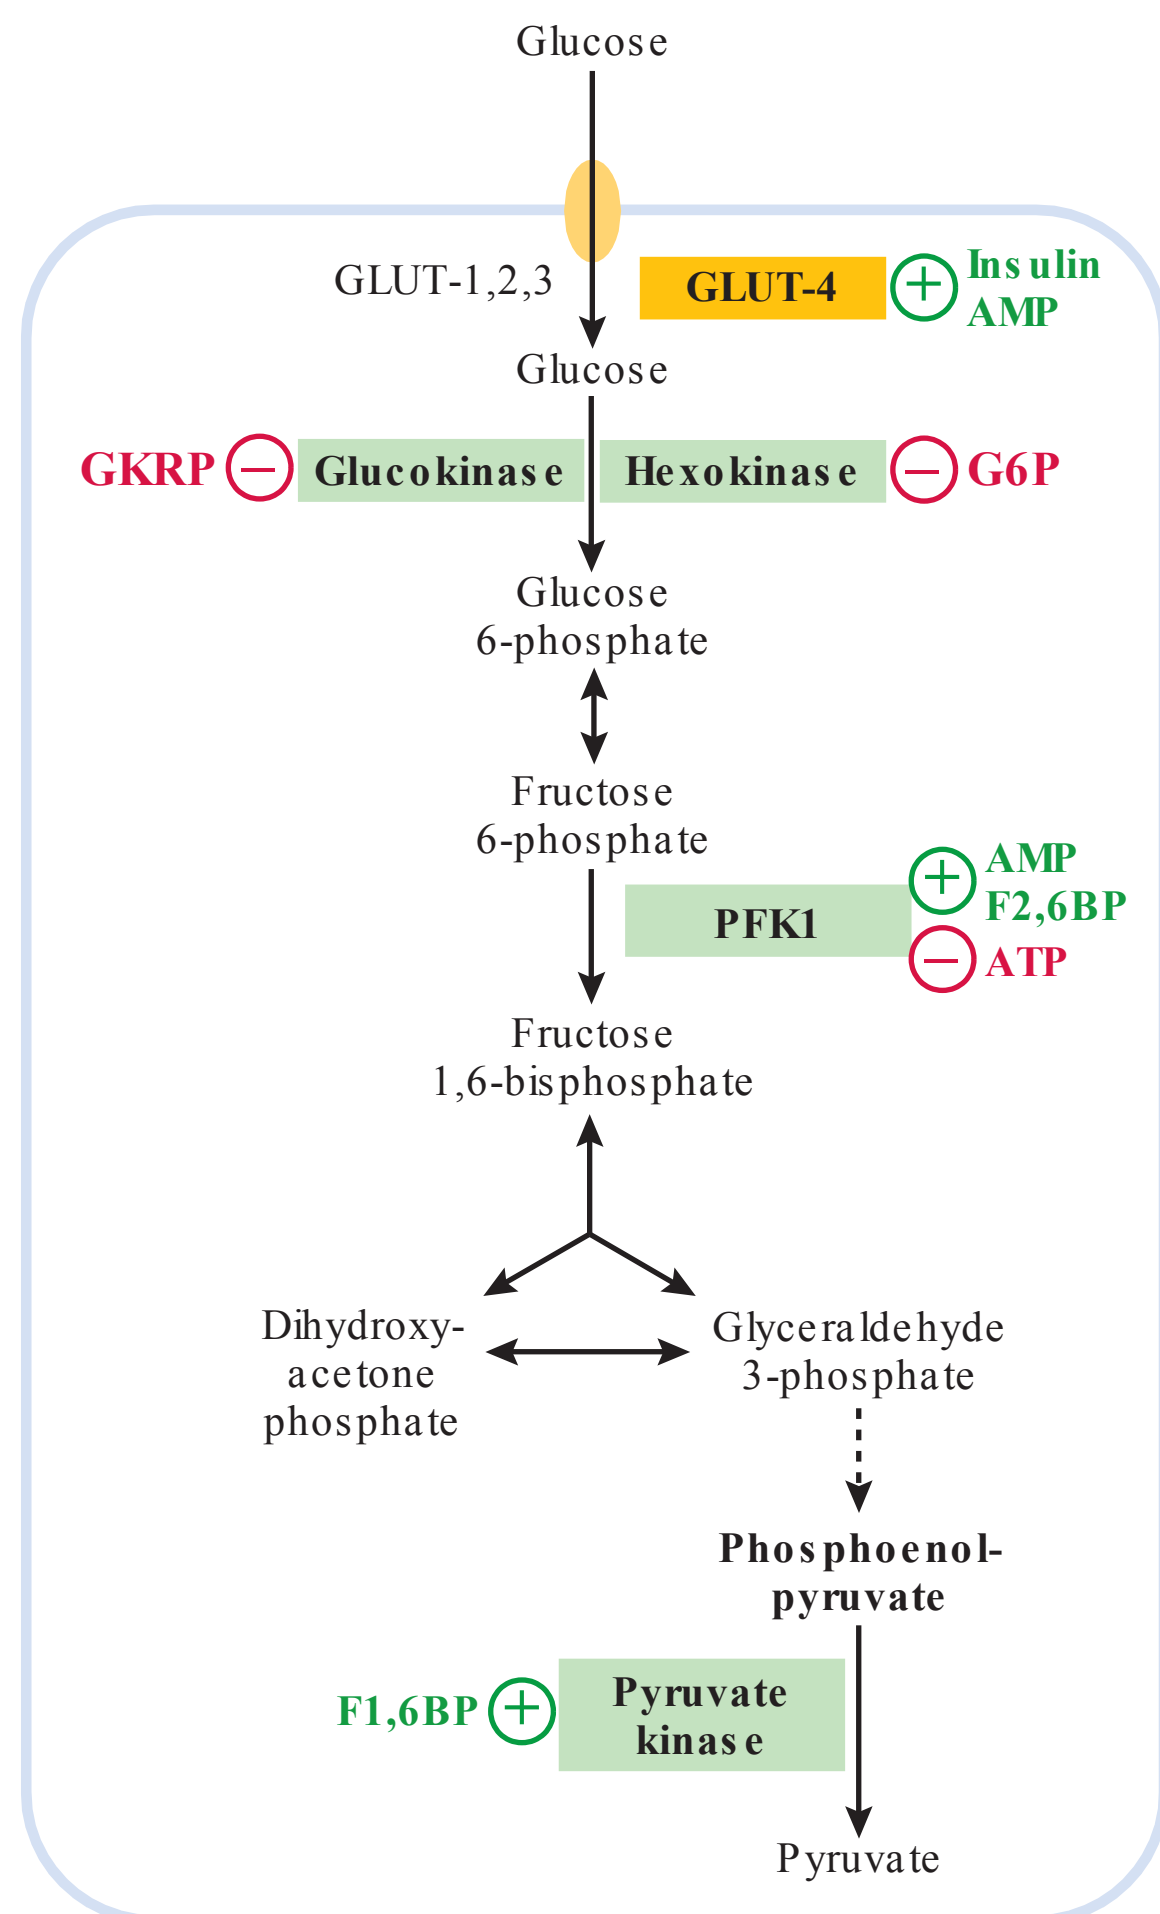 Glucose
GLUT-1,2,3
GLUT-4
Insulin
AMP
Glucose
GKRP
Glucokinase
Hexokinase
G6P
Glucose
6-phosphate
Fructose
6-phosphate
PFK1
AMP
F2,6BP
ATP
Fructose
1,6-bisphosphate
Dihydroxy-
acetone
phosphate
Glyceraldehyde
3-phosphate
Phosphoenol-
pyruvate
F1,6BP
Pyruvate
kinase
Pyruvate